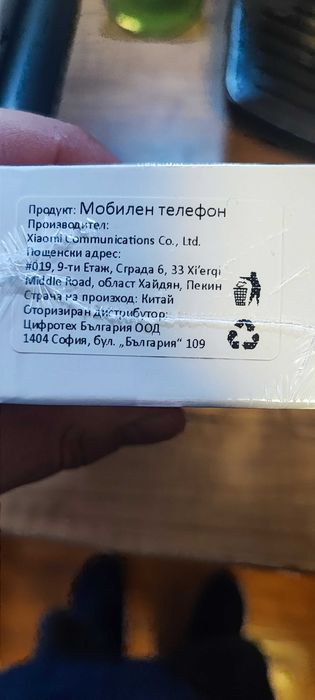 Продукт: Мобилен телефон
Производител:
Xiaomi Communications Co., Ltd.
Пощенски адрес:
#019, 9-ти Етаж, Сграда 6, 33 Xi'erqi
Middle Road, област Хайдян, Пекин
Страна на произход: Китай
Оторизиран дистрибутор:
Цифротех България ООД
1404 София, бул. „България" 109